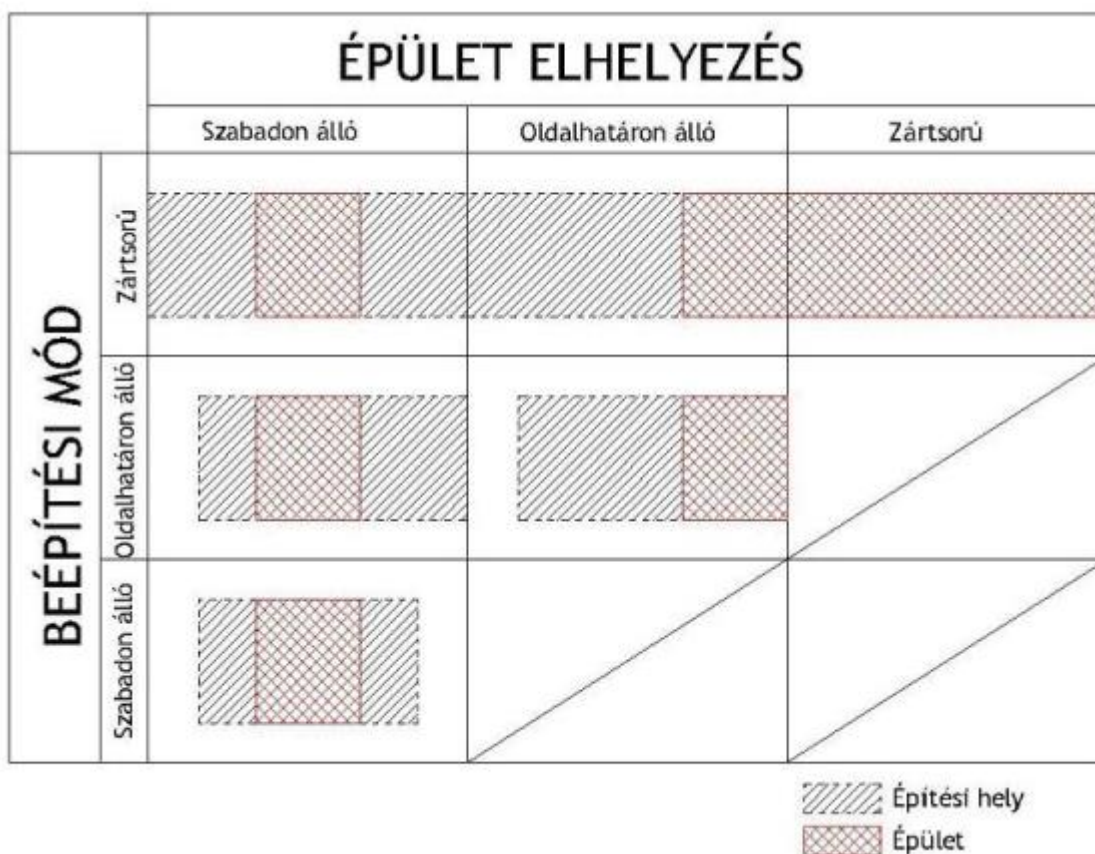 ÉPÜLET ELHELYEZÉS
Szabadon álló
Oldalhatáron álló
Zártsorú
BEÉPÍTÉSI MÓD
Zártsorú
Oldalhatáron álló
Szabadon álló
Építési hely
Épület